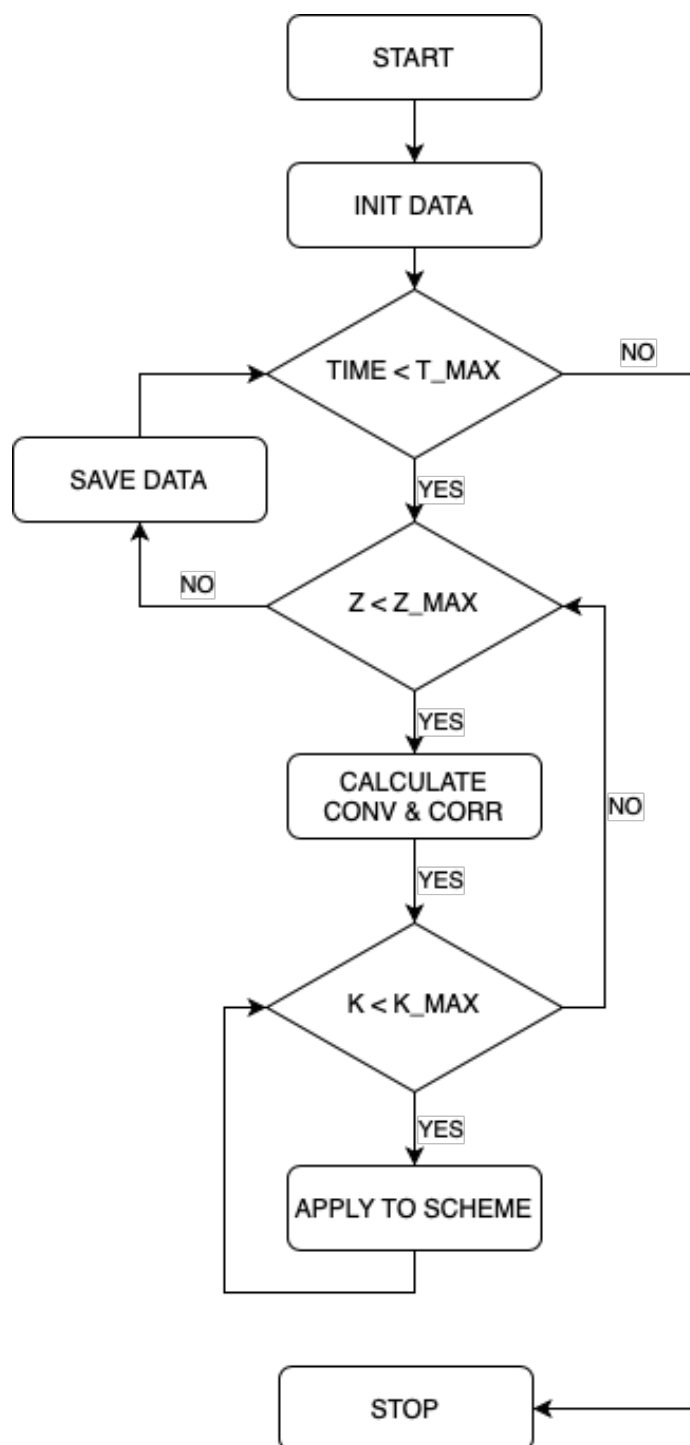 START
INIT DATA
TIME < T_MAX
NO
SAVE DATA
YES
NO
Z < Z_MAX
YES
CALCULATE
CONV & CORR
NO
YES
K < K_MAX
YES
APPLY TO SCHEME
STOP